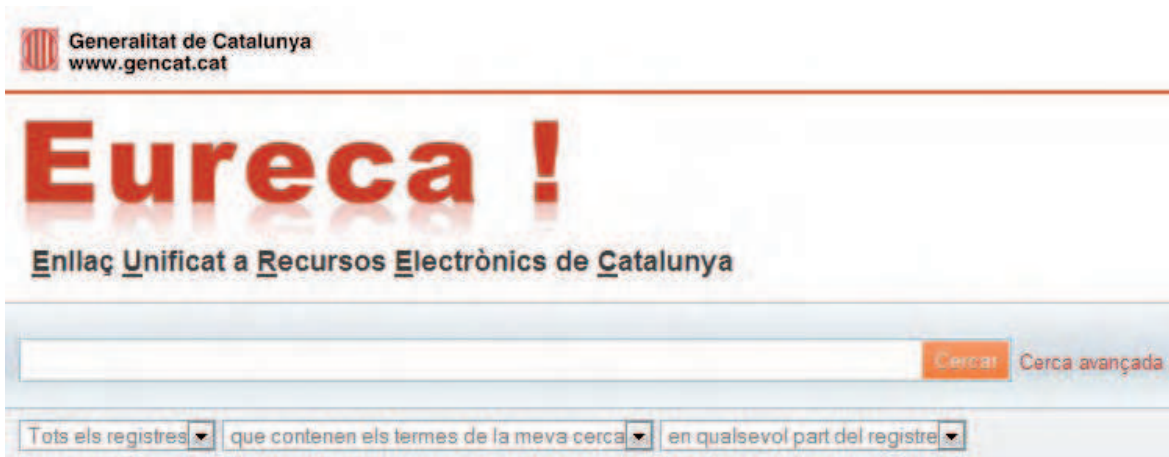 Generalitat de Catalunya
www.gencat.cat
Eureca !
Enllaç Unificat a Recursos Electrònics de Catalunya
Cercar Cerca avançada
Tots els registres que contenen els termes de la meva cerca en qualsevol part del registre